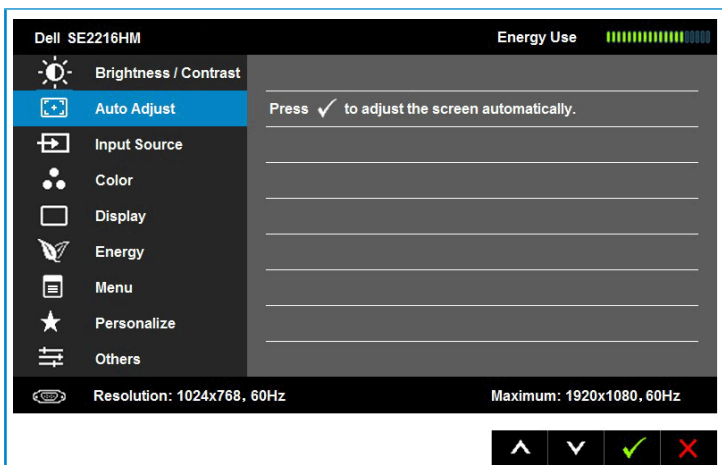 Dell SE2216HM Energy Use
Brightness / Contrast
Auto Adjust Press ✓ to adjust the screen automatically.
Input Source
Color
Display
Energy
Menu
Personalize
Others
Resolution: 1024x768, 60Hz Maximum: 1920x1080, 60Hz